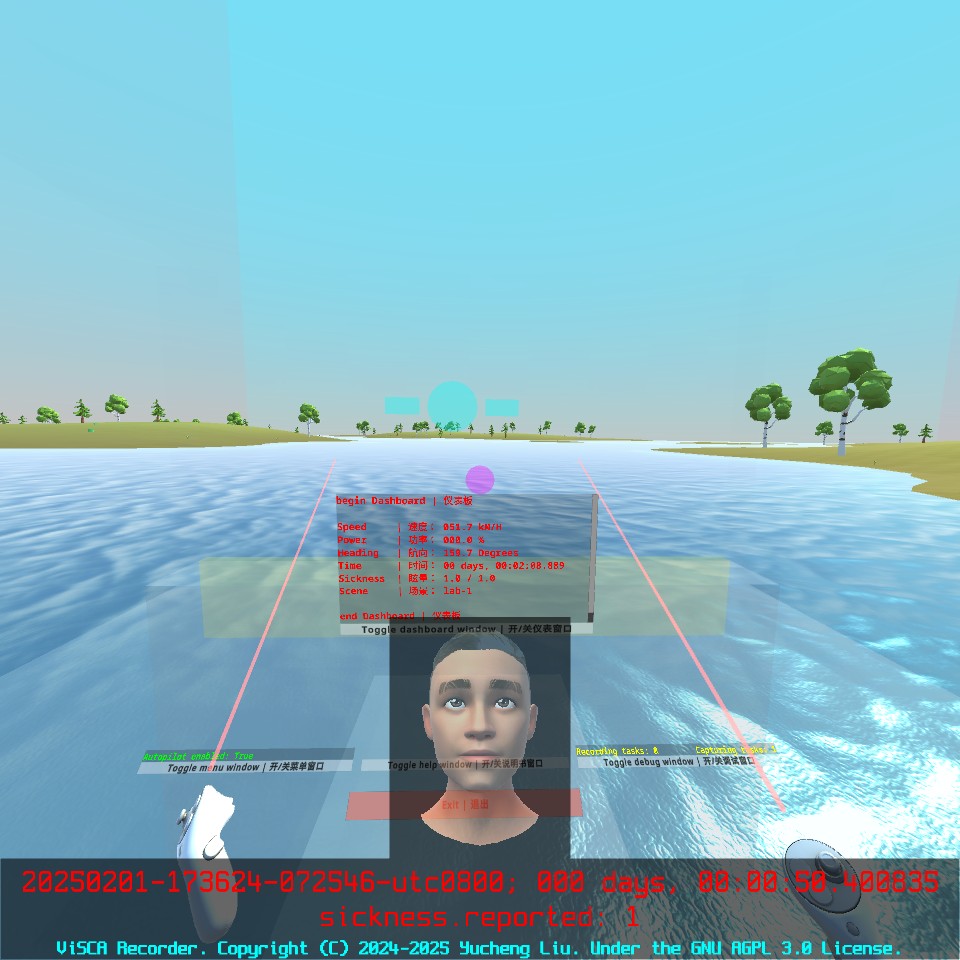 begin Dashboard | 仪表板
Speed | 速度: 051.7 kM/H
Power | 功率: 000.0 %
Heading | 航向: 159.7 Degrees
Time | 时间: 00 days, 00:02:08.889
Sickness | 眩晕: 1.0 / 1.0
Scene | 场景: lab-1
end Dashboard | 仪表板
Toggle dashboard window | 开/关仪表窗口
Autopilot enabled: True
Recording tasks: 0 Capturing tasks:
Toggle menu window | 开/关菜单窗口
Toggle help window | 开/关说明书窗口
Toggle debug window | 开/关调试窗口
Exit | 退出
20250201-173624-072546-utc0800; 000 days, 00:00:50.400835
sickness.reported: 1
ViSCA Recorder. Copyright (C) 2024-2025 Yucheng Liu. Under the GNU AGPL 3.0 License.